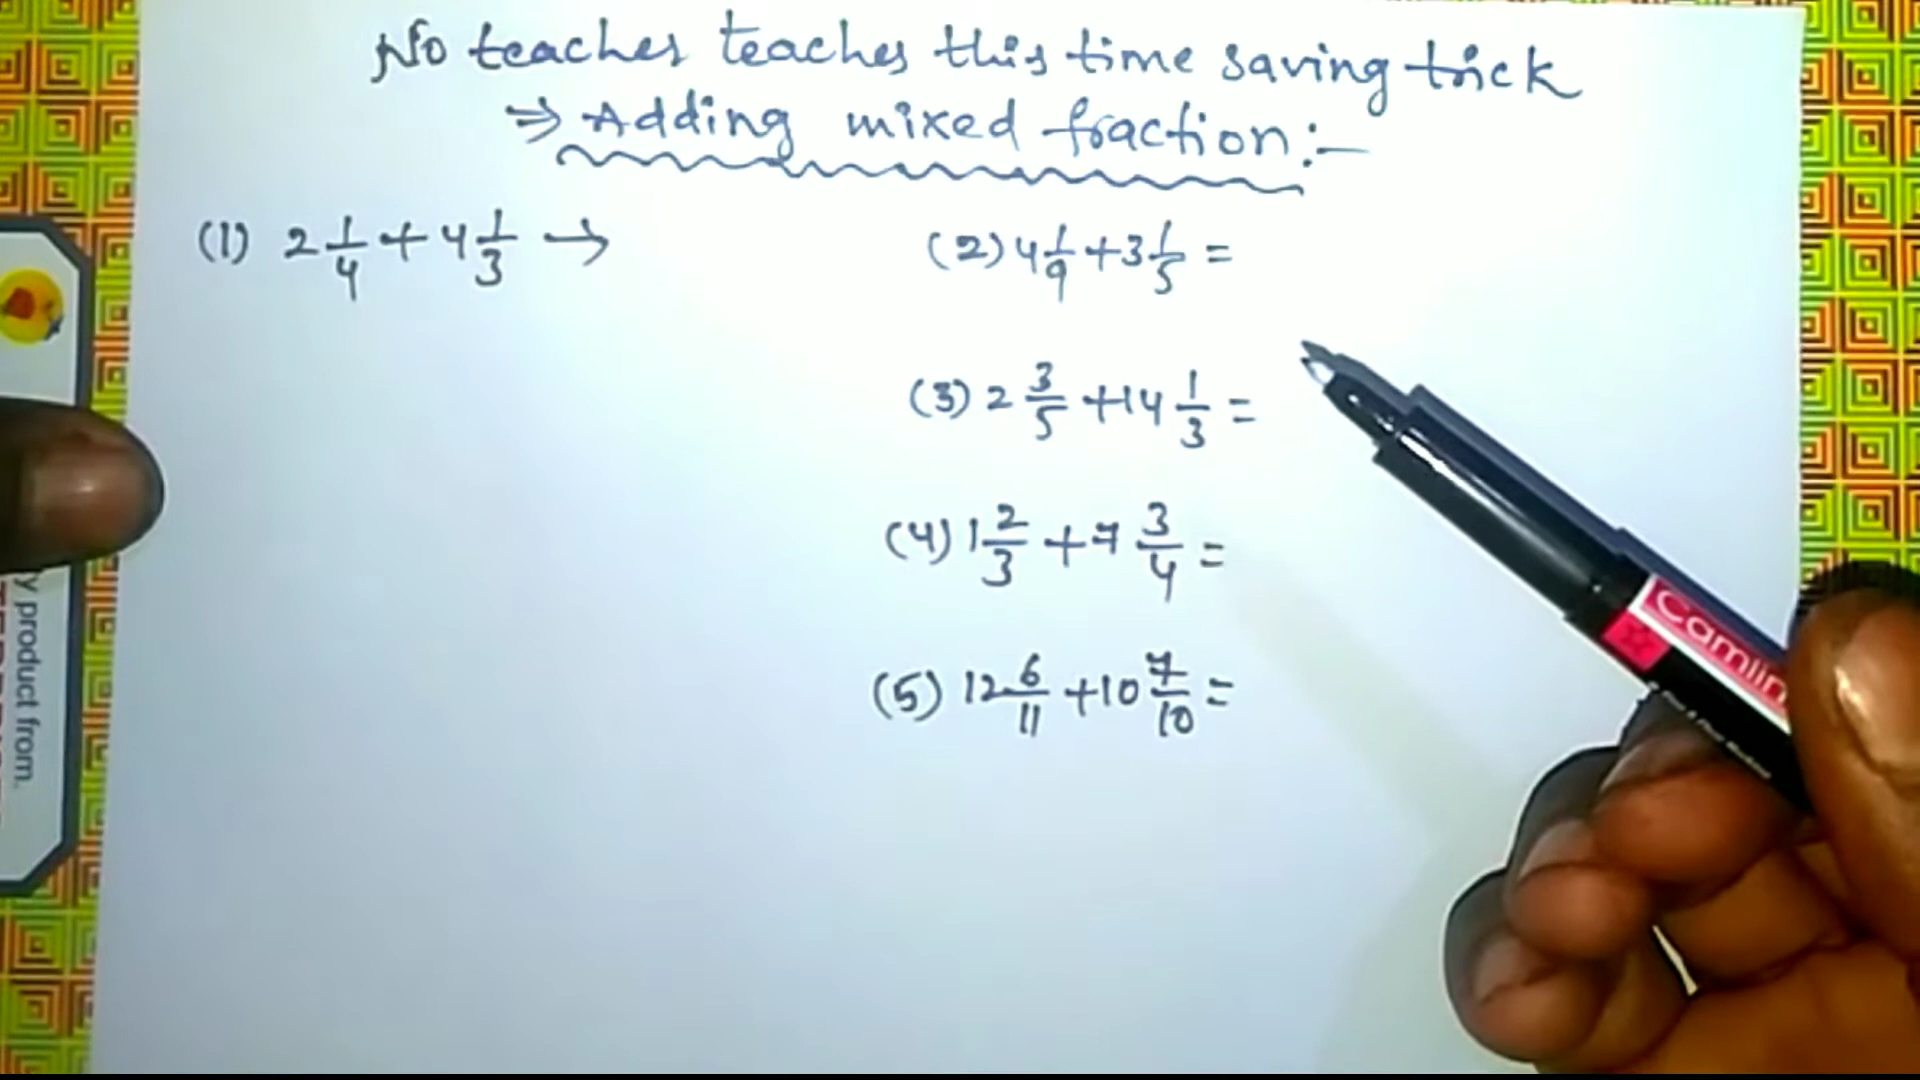 No teacher teaches this time saving trick
⇒ Adding mixed fraction:-
(1) 2 1/4 + 4 1/3 →
(2) 4 1/9 + 3 1/5 =
(3) 2 3/5 + 14 1/3 =
(4) 1 2/3 + 7 3/4 =
(5) 12 6/11 + 10 7/10 =
Camlin
y product from.